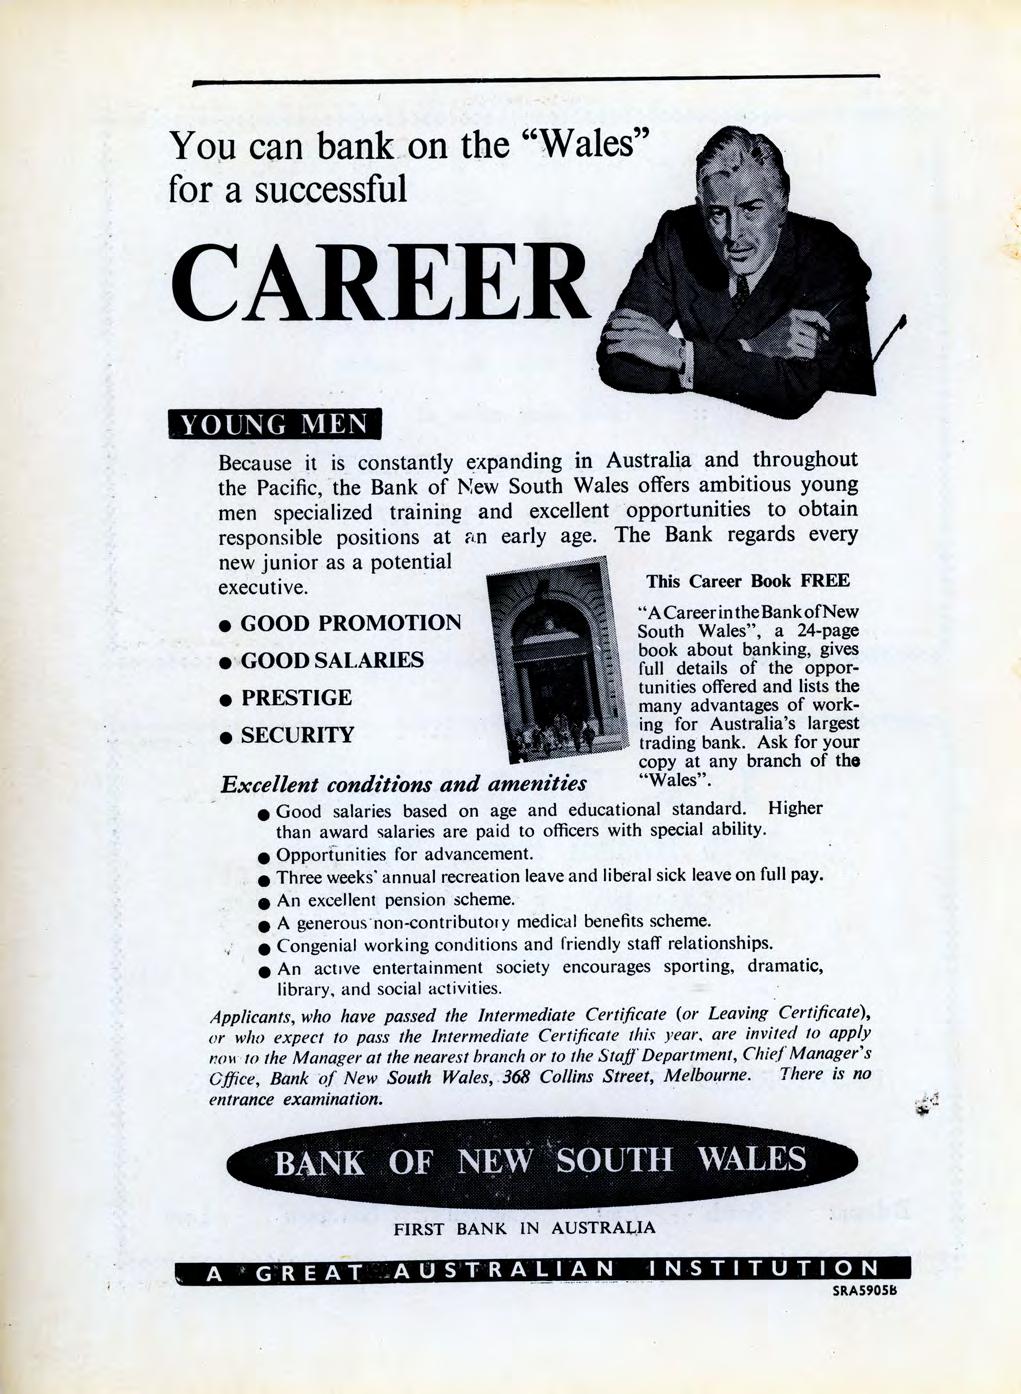 You can bank on the “Wales”
for a successful
CAREER
YOUNG MEN
Because it is constantly expanding in Australia and throughout
the Pacific, the Bank of New South Wales offers ambitious young
men specialized training and excellent opportunities to obtain
responsible positions at an early age. The Bank regards every
new junior as a potential
executive.
• GOOD PROMOTION
• GOOD SALARIES
• PRESTIGE
• SECURITY
This Career Book FREE
“A Career in the Bank of New
South Wales”, a 24-page
book about banking, gives
full details of the oppor-
tunities offered and lists the
many advantages of work-
ing for Australia’s largest
trading bank. Ask for your
copy at any branch of the
“Wales”.
Excellent conditions and amenities
• Good salaries based on age and educational standard. Higher
than award salaries are paid to officers with special ability.
• Opportunities for advancement.
• Three weeks’ annual recreation leave and liberal sick leave on full pay.
• An excellent pension scheme.
• A generous non-contributory medical benefits scheme.
• Congenial working conditions and friendly staff relationships.
• An active entertainment society encourages sporting, dramatic,
library, and social activities.
Applicants, who have passed the Intermediate Certificate (or Leaving Certificate),
or who expect to pass the Intermediate Certificate this year, are invited to apply
now to the Manager at the nearest branch or to the Staff Department, Chief Manager’s
Office, Bank of New South Wales, 368 Collins Street, Melbourne. There is no
entrance examination.
BANK OF NEW SOUTH WALES
FIRST BANK IN AUSTRALIA
A GREAT AUSTRALIAN INSTITUTION
SRA5905B